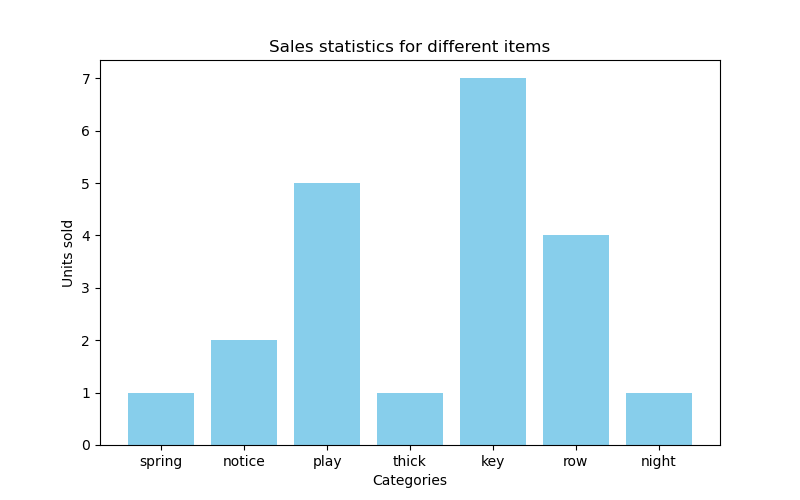 Sales statistics for different items
7
6
5
4
3
2
1
0
Units sold
spring notice play thick key row night
Categories